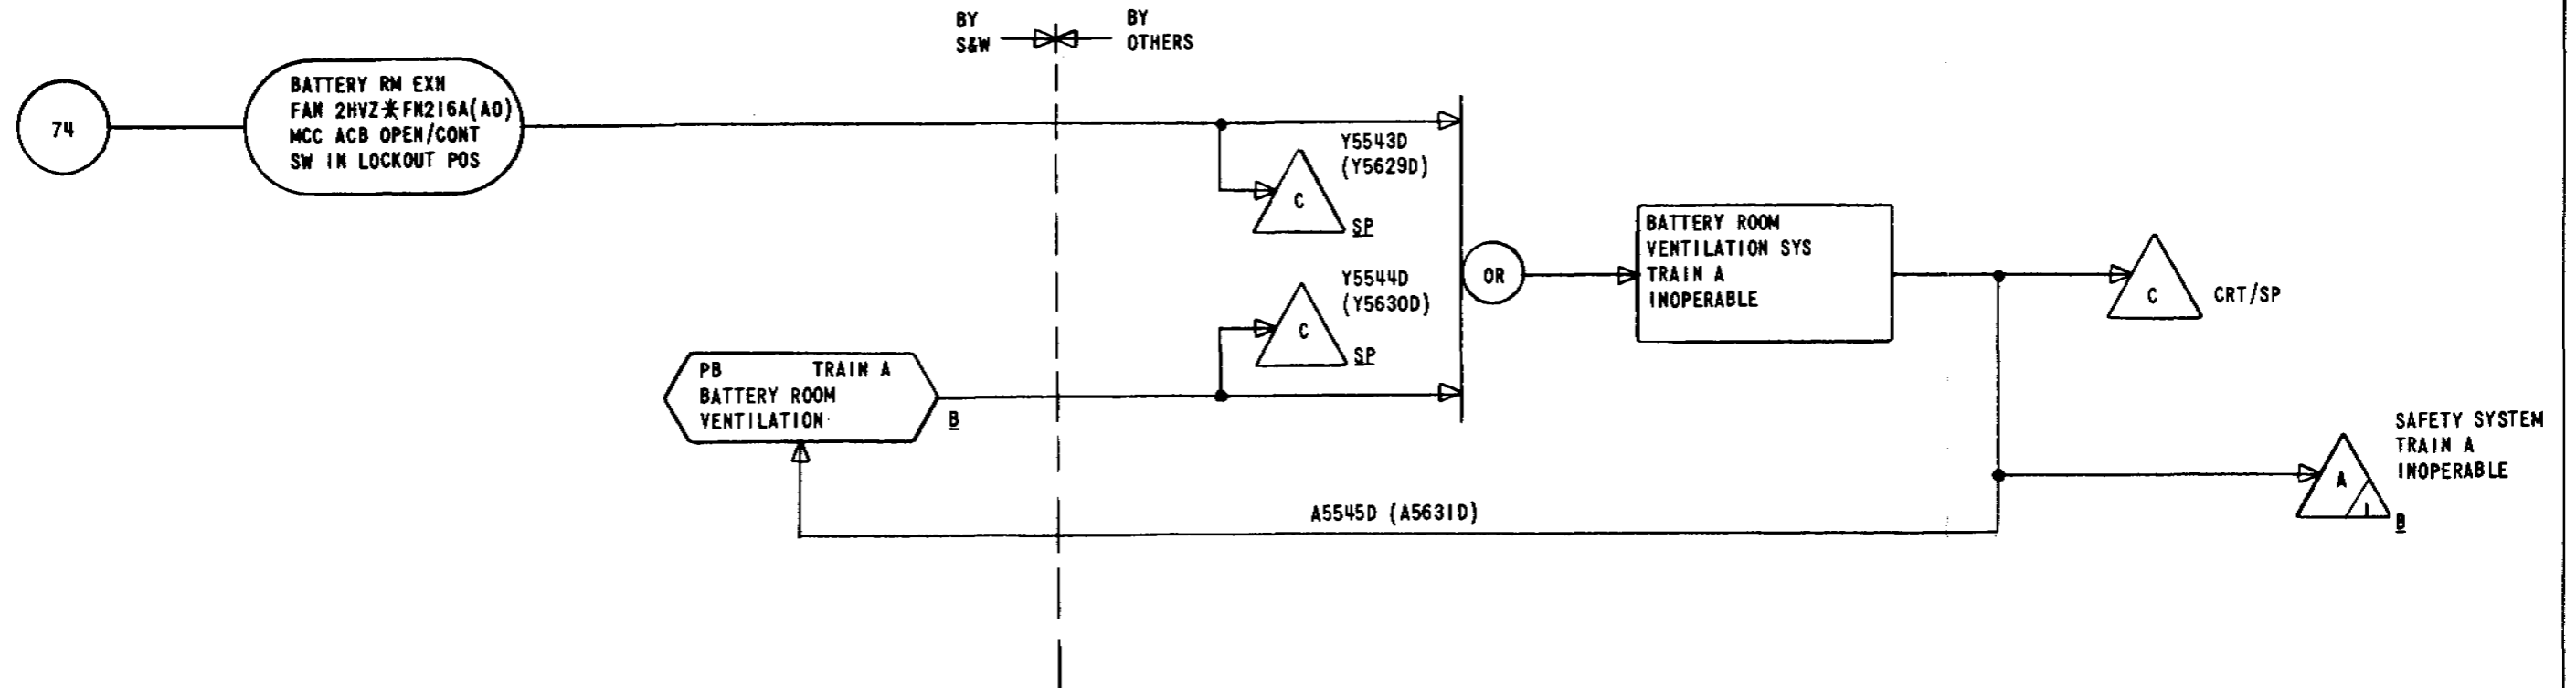 BY
S&W
BY
OTHERS
74
BATTERY RM EXH
FAN 2HVZ*FN216A(AO)
MCC ACB OPEN/CONT
SW IN LOCKOUT POS
Y5543D
(Y5629D)
C
SP
Y5544D
(Y5630D)
C
SP
OR
BATTERY ROOM
VENTILATION SYS
TRAIN A
INOPERABLE
C
CRT/SP
PB TRAIN A
BATTERY ROOM
VENTILATION
B
A5545D (A5631D)
A
1
SAFETY SYSTEM
TRAIN A
INOPERABLE
B